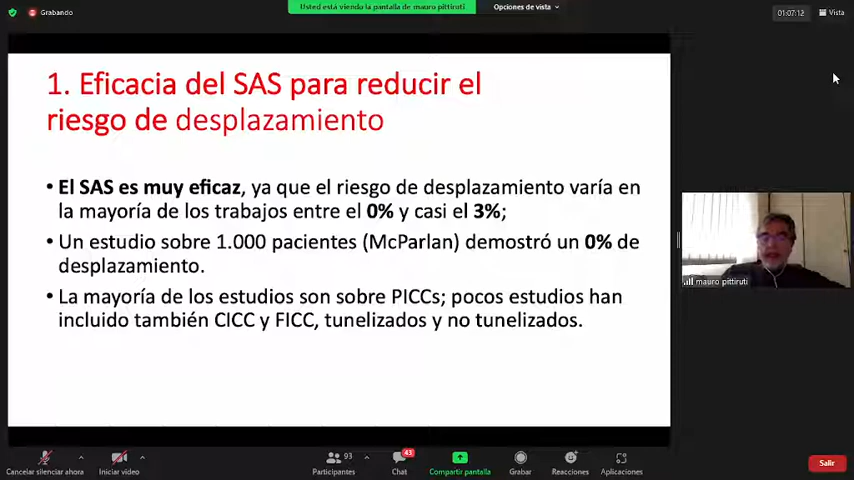 Grabando
Usted está viendo la pantalla de mauro pittiruti
Opciones de vista
01:07:12
Vista
1. Eficacia del SAS para reducir el
riesgo de desplazamiento
• El SAS es muy eficaz, ya que el riesgo de desplazamiento varía en
la mayoría de los trabajos entre el 0% y casi el 3%;
• Un estudio sobre 1.000 pacientes (McParlan) demostró un 0% de
desplazamiento.
• La mayoría de los estudios son sobre PICCs; pocos estudios han
incluido también CICC y FICC, tunelizados y no tunelizados.
mauro pittiruti
93
43
Cancelar silenciar ahora
Iniciar video
Participantes
Chat
Compartir pantalla
Grabar
Reacciones
Aplicaciones
Salir